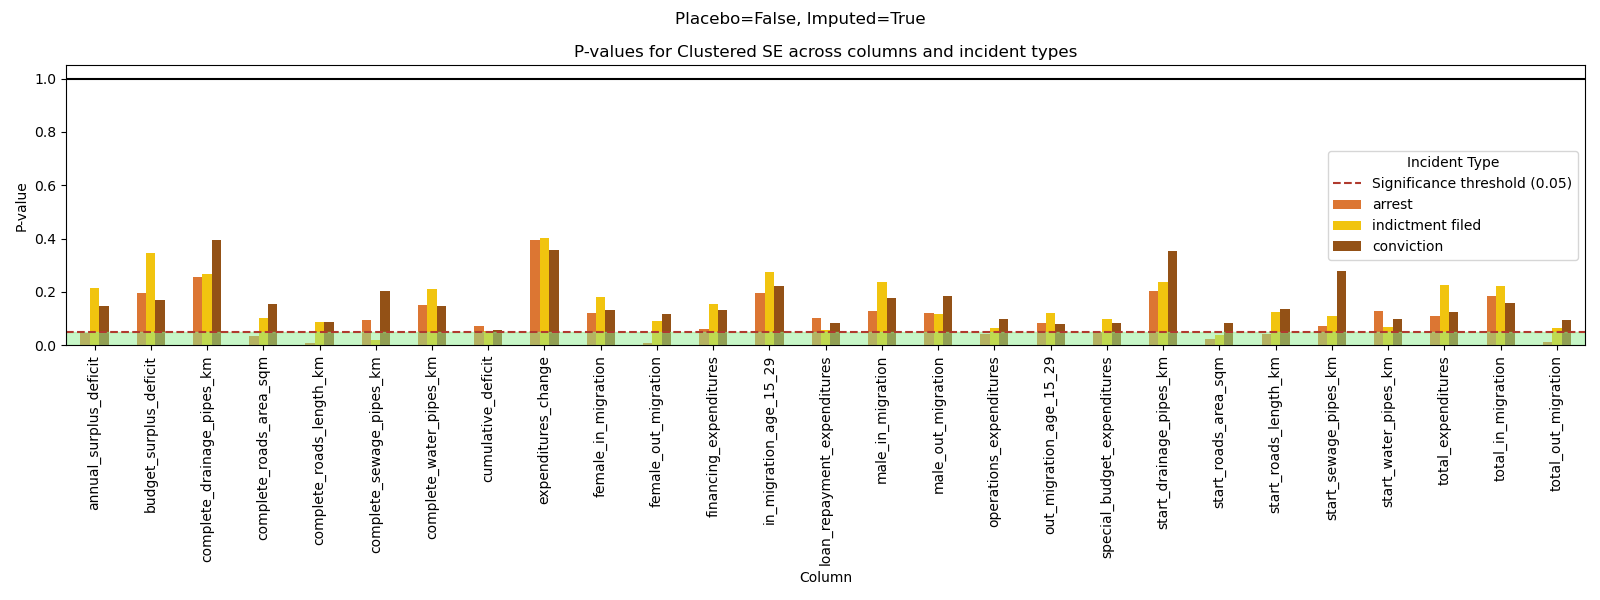 Placebo=False, Imputed=True
P-values for Clustered SE across columns and incident types
P-value
1.0
0.8
0.6
0.4
0.2
0.0
Incident Type
Significance threshold (0.05)
arrest
indictment filed
conviction
annual_surplus_deficit
budget_surplus_deficit
complete_drainage_pipes_km
complete_roads_area_sqm
complete_roads_length_km
complete_sewage_pipes_km
complete_water_pipes_km
cumulative_deficit
expenditures_change
female_in_migration
female_out_migration
financing_expenditures
in_migration_age_15_29
loan_repayment_expenditures
male_in_migration
male_out_migration
operations_expenditures
out_migration_age_15_29
special_budget_expenditures
start_drainage_pipes_km
start_roads_area_sqm
start_roads_length_km
start_sewage_pipes_km
start_water_pipes_km
total_expenditures
total_in_migration
total_out_migration
Column